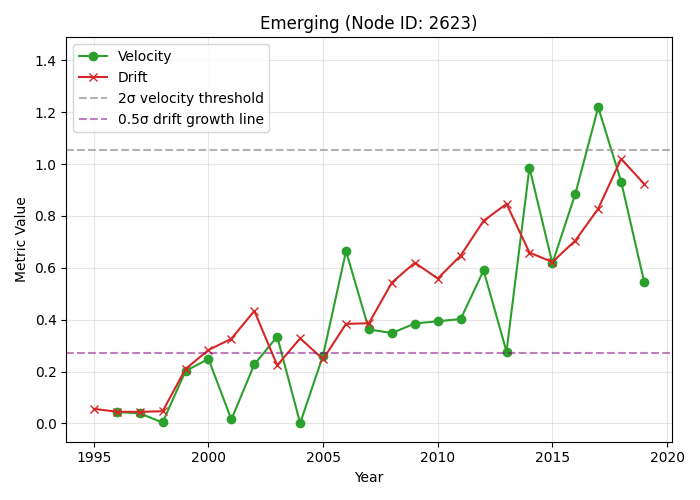 Emerging (Node ID: 2623)
Velocity
Drift
2σ velocity threshold
0.5σ drift growth line
Metric Value
1.4
1.2
1.0
0.8
0.6
0.4
0.2
0.0
1995 2000 2005 2010 2015 2020
Year